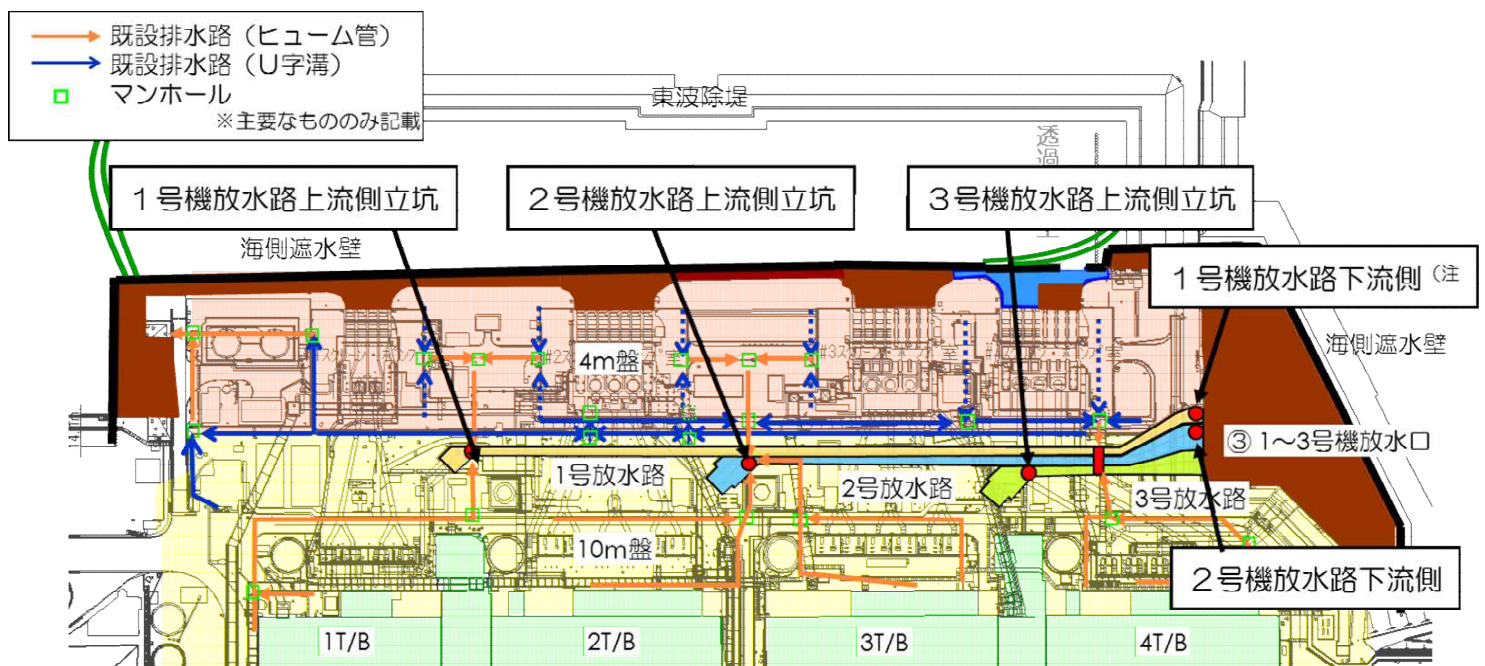 既設排水路（ヒューム管）
既設排水路（U字溝）
マンホール
※主要なもののみ記載
東波除堤
１号機放水路上流側立坑
２号機放水路上流側立坑
３号機放水路上流側立坑
海側遮水壁
１号機放水路下流側（注
海側遮水壁
4m盤
③ 1～3号機放水口
1号放水路
2号放水路
3号放水路
10m盤
２号機放水路下流側
1T/B
2T/B
3T/B
4T/B